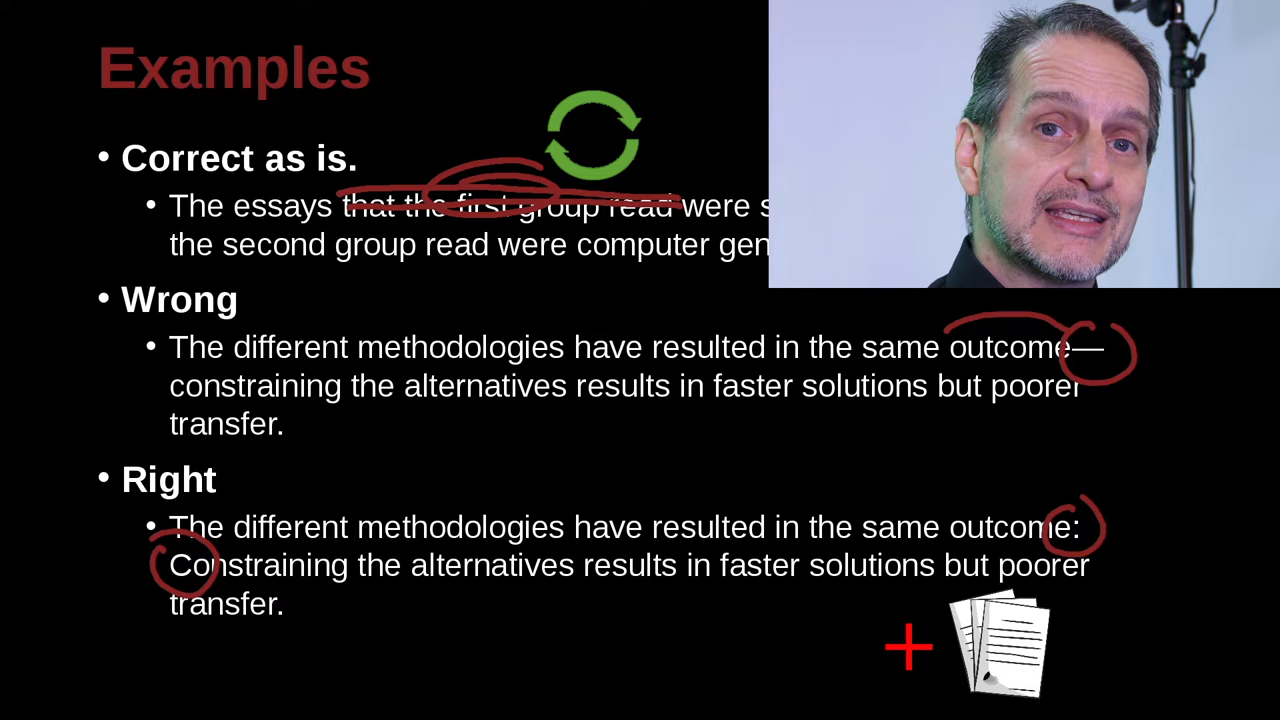 Examples
• Correct as is.
• The essays that the first group read were s
the second group read were computer gen
• Wrong
• The different methodologies have resulted in the same outcome—
constraining the alternatives results in faster solutions but poorer
transfer.
• Right
• The different methodologies have resulted in the same outcome:
Constraining the alternatives results in faster solutions but poorer
transfer.